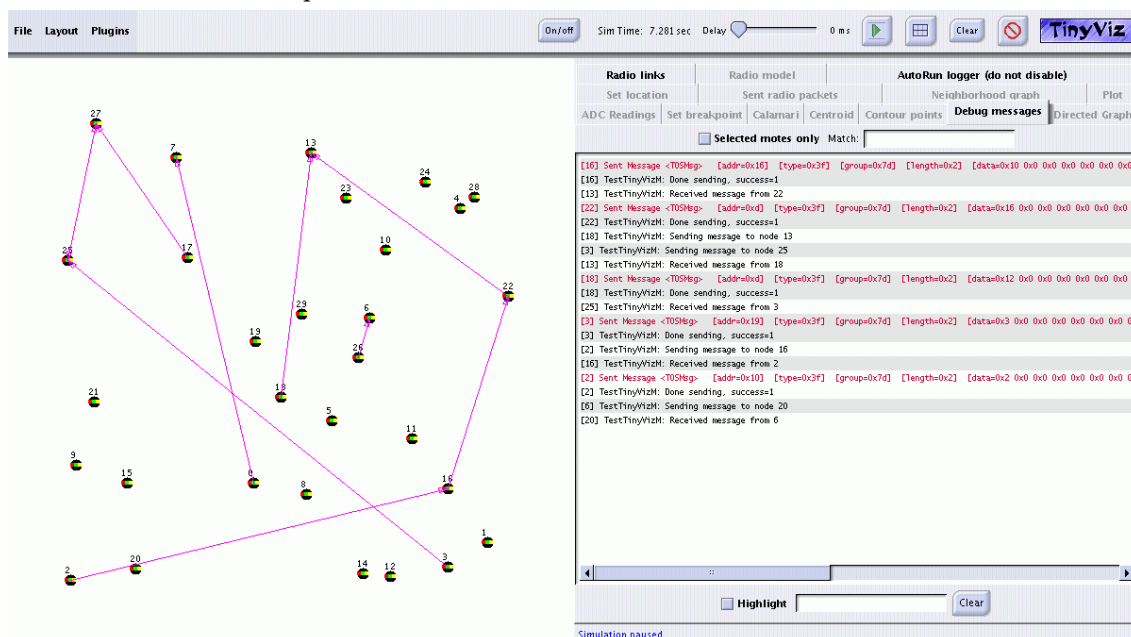 File Layout Plugins On/off Sim Time: 7.281 sec Delay 0 ms Clear TinyViz
Radio links Radio model AutoRun logger (do not disable)
Set location Sent radio packets Neighborhood graph Plot
ADC Readings Set breakpoint Calamari Centroid Contour points Debug messages Directed Graph
Selected motes only Match:
[16] Sent Message <TOSMsg> [addr=0x16] [type=0x3f] [group=0x7d] [length=0x2] [data=0x10 0x0 0x0 0x0 0x0 0x0 0x0
[16] TestTinyVizM: Done sending, success=1
[13] TestTinyVizM: Received message from 22
[22] Sent Message <TOSMsg> [addr=0xd] [type=0x3f] [group=0x7d] [length=0x2] [data=0x16 0x0 0x0 0x0 0x0 0x0 0x0
[22] TestTinyVizM: Done sending, success=1
[18] TestTinyVizM: Sending message to node 13
[3] TestTinyVizM: Sending message to node 25
[13] TestTinyVizM: Received message from 18
[18] Sent Message <TOSMsg> [addr=0xd] [type=0x3f] [group=0x7d] [length=0x2] [data=0x12 0x0 0x0 0x0 0x0 0x0 0x0
[18] TestTinyVizM: Done sending, success=1
[25] TestTinyVizM: Received message from 3
[3] Sent Message <TOSMsg> [addr=0x19] [type=0x3f] [group=0x7d] [length=0x2] [data=0x3 0x0 0x0 0x0 0x0 0x0 0x0 0
[3] TestTinyVizM: Done sending, success=1
[2] TestTinyVizM: Sending message to node 16
[16] TestTinyVizM: Received message from 2
[2] Sent Message <TOSMsg> [addr=0x10] [type=0x3f] [group=0x7d] [length=0x2] [data=0x2 0x0 0x0 0x0 0x0 0x0 0x0 0
[2] TestTinyVizM: Done sending, success=1
[6] TestTinyVizM: Sending message to node 20
[20] TestTinyVizM: Received message from 6
Highlight Clear
Simulation paused
27
7
13
24
23
28
4
10
17
25
22
29
6
19
26
18
21
5
11
9
15
0
8
16
1
3
20
14
12
2